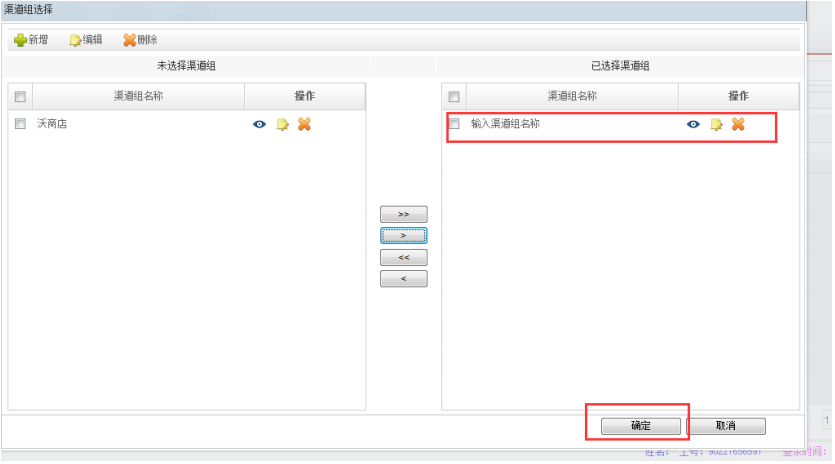 渠道组选择
新增 编辑 删除
未选择渠道组 已选择渠道组
渠道组名称 操作 渠道组名称 操作
沃商店 输入渠道组名称
>>
>
<<
<
确定 取消
1
姓名: 工号: 90221656597 登录时间: